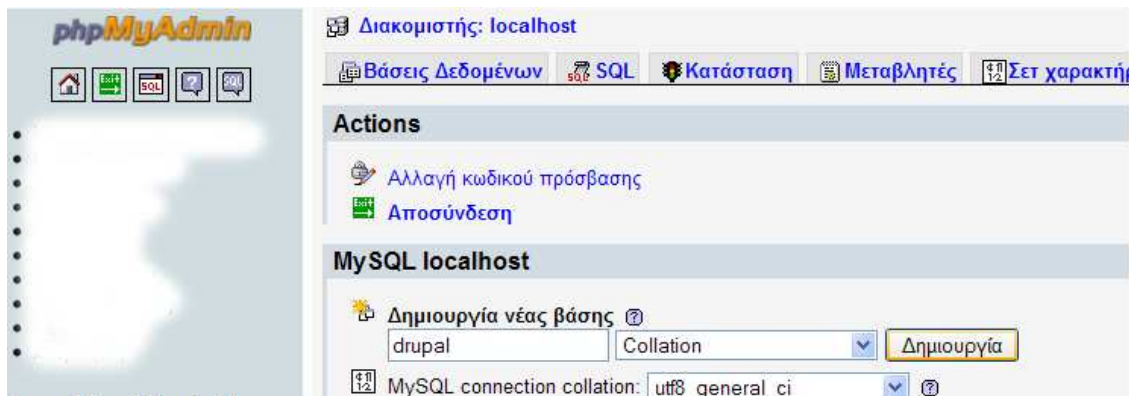 phpMyAdmin
Διακομιστής: localhost
Βάσεις Δεδομένων SQL Κατάσταση Μεταβλητές Σετ
Actions
Αλλαγή κωδικού πρόσβασης
Αποσύνδεση
MySQL localhost
Δημιουργία νέας βάσης
drupal Collation Δημιουργία
MySQL connection collation: utf8_general_ci